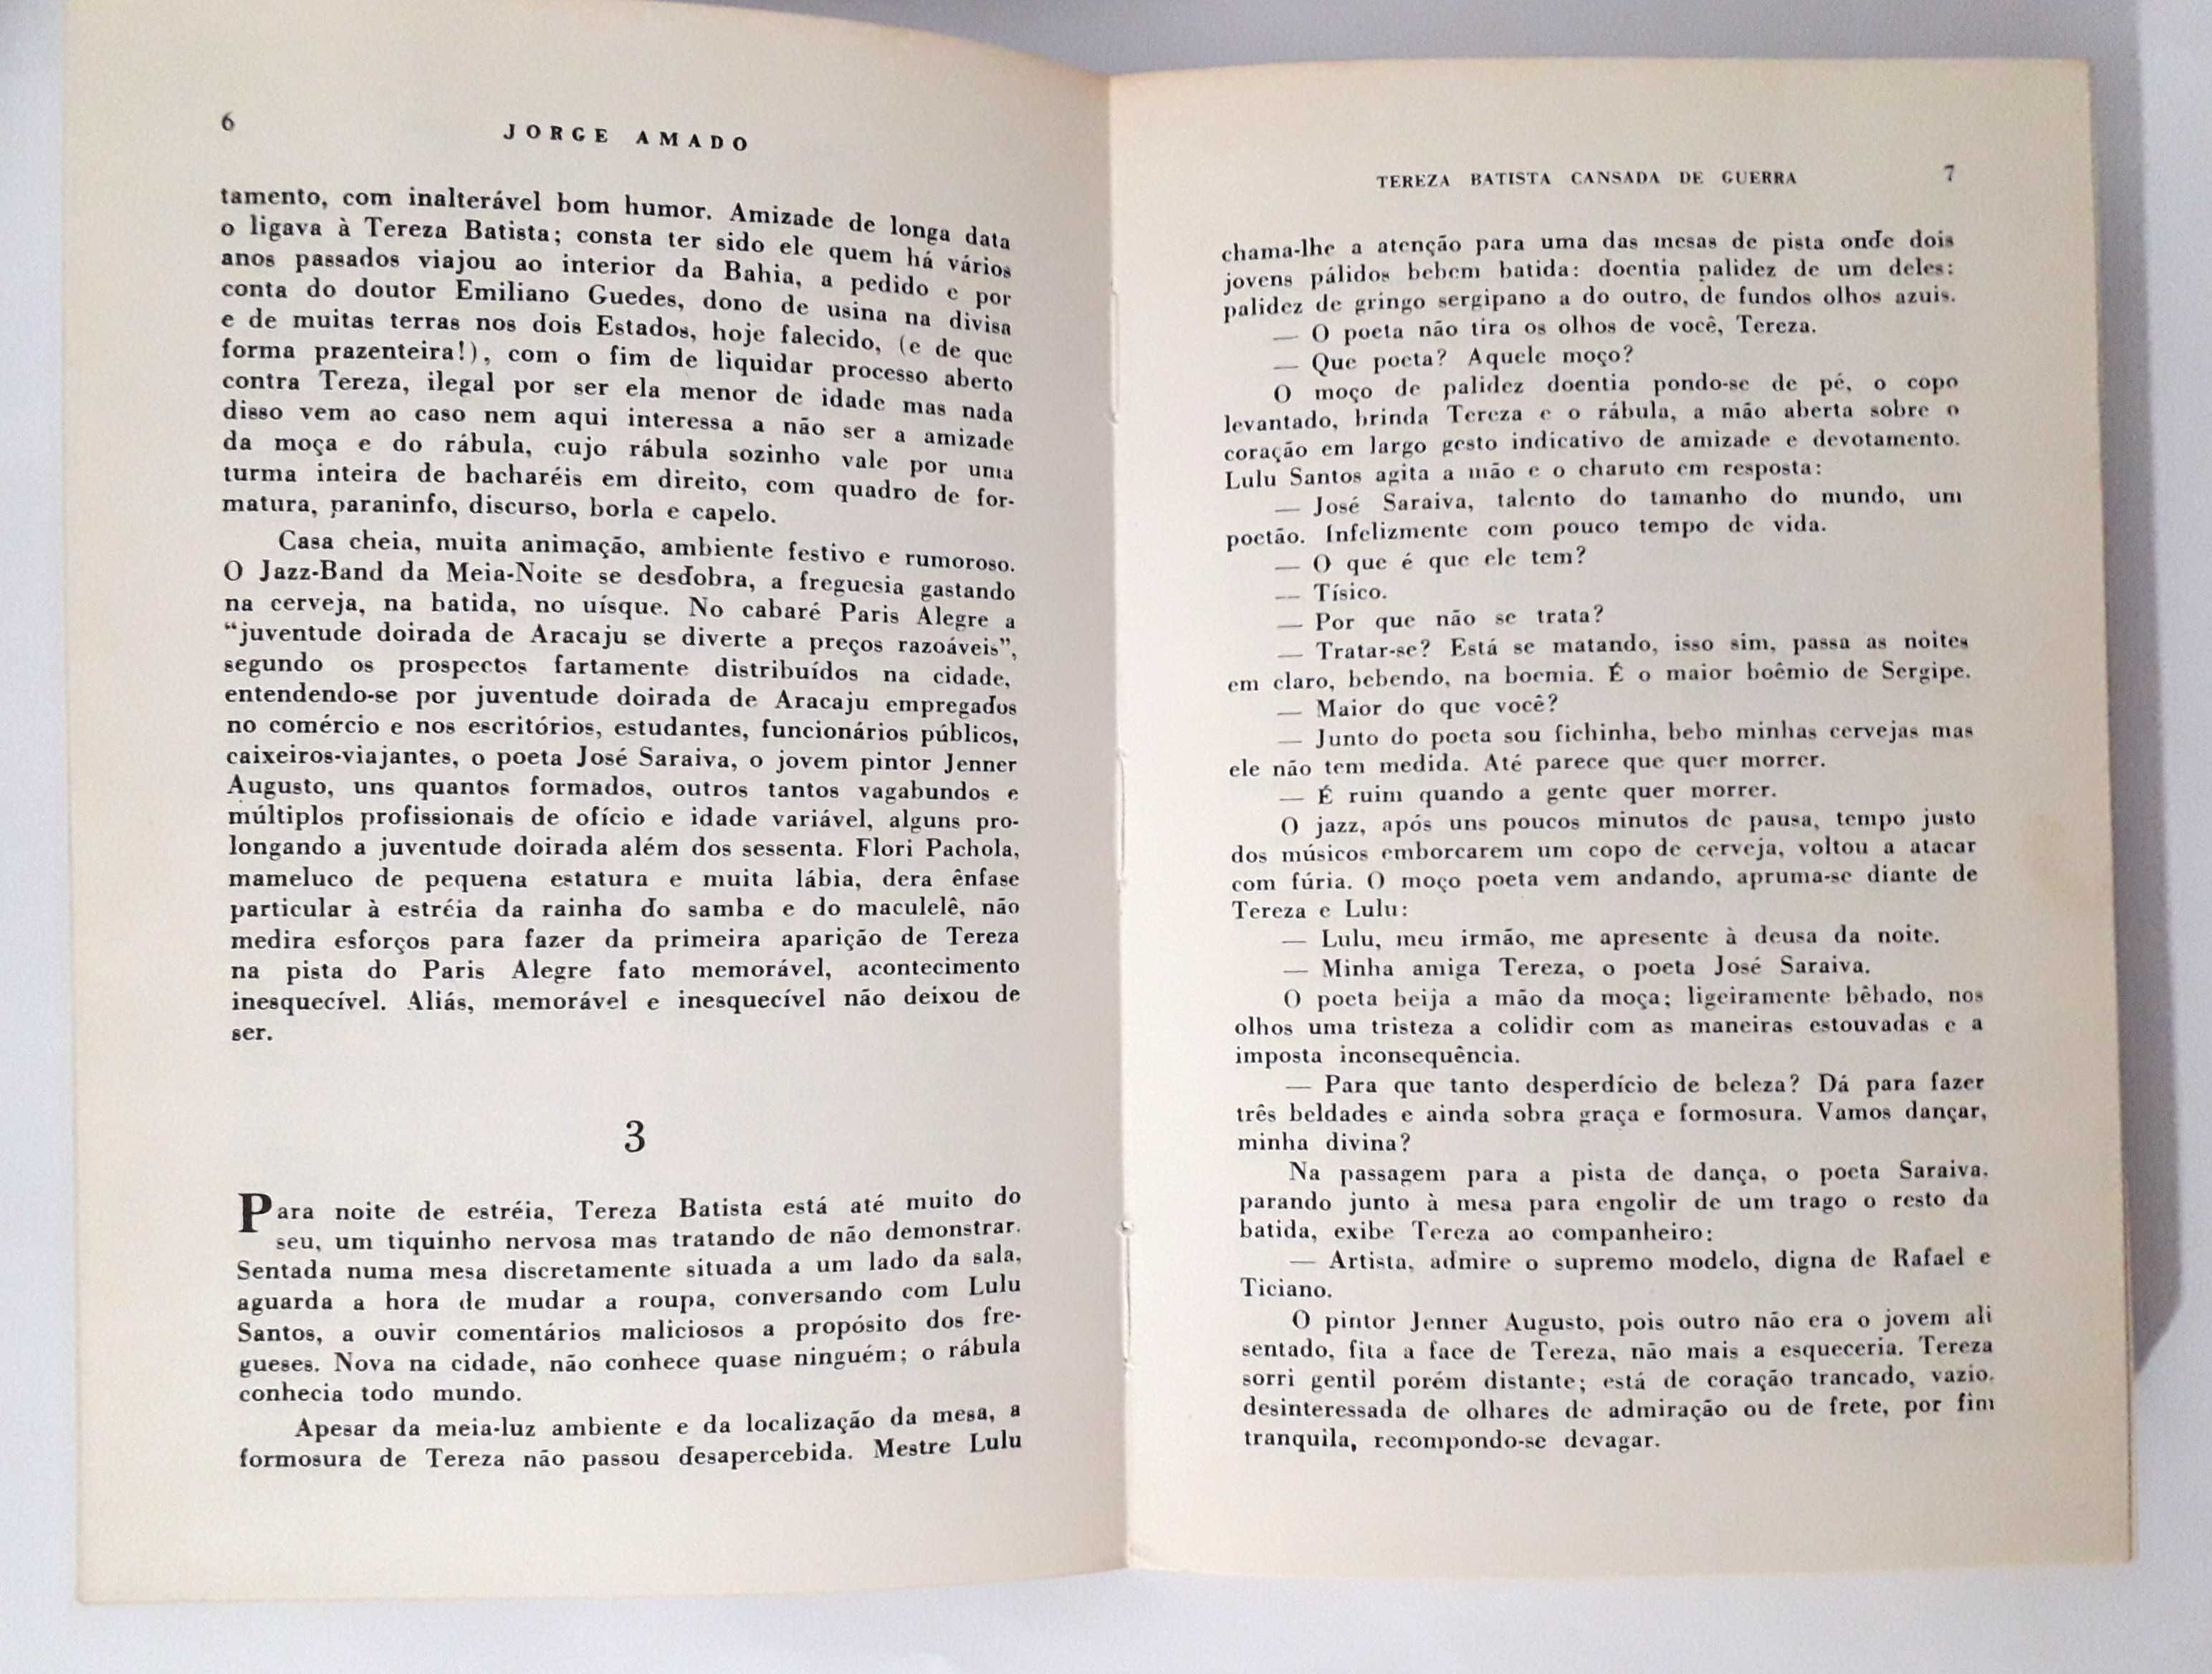 6
JORGE AMADO
tamento, com inalterável bom humor. Amizade de longa data
o ligava à Tereza Batista; consta ter sido ele quem há vários
anos passados viajou ao interior da Bahia, a pedido e por
conta do doutor Emiliano Guedes, dono de usina na divisa
e de muitas terras nos dois Estados, hoje falecido, (e de que
forma prazenteira!), com o fim de liquidar processo aberto
contra Tereza, ilegal por ser ela menor de idade mas nada
disso vem ao caso nem aqui interessa a não ser a amizade
da moça e do rábula, cujo rábula sozinho vale por uma
turma inteira de bacharéis em direito, com quadro de for-
matura, paraninfo, discurso, borla e capelo.
Casa cheia, muita animação, ambiente festivo e rumoroso.
O Jazz-Band da Meia-Noite se desdobra, a freguesia gastando
na cerveja, na batida, no uísque. No cabaré Paris Alegre a
“juventude doirada de Aracaju se diverte a preços razoáveis”,
segundo os prospectos fartamente distribuídos na cidade,
entendendo-se por juventude doirada de Aracaju empregados
no comércio e nos escritórios, estudantes, funcionários públicos,
caixeiros-viajantes, o poeta José Saraiva, o jovem pintor Jenner
Augusto, uns quantos formados, outros tantos vagabundos e
múltiplos profissionais de ofício e idade variável, alguns pro-
longando a juventude doirada além dos sessenta. Flori Pachola,
mameluco de pequena estatura e muita lábia, dera ênfase
particular à estréia da rainha do samba e do maculelê, não
medira esforços para fazer da primeira aparição de Tereza
na pista do Paris Alegre fato memorável, acontecimento
inesquecível. Aliás, memorável e inesquecível não deixou de
ser.
3
Para noite de estréia, Tereza Batista está até muito do
seu, um tiquinho nervosa mas tratando de não demonstrar.
Sentada numa mesa discretamente situada a um lado da sala,
aguarda a hora de mudar a roupa, conversando com Lulu
Santos, a ouvir comentários maliciosos a propósito dos fre-
gueses. Nova na cidade, não conhece quase ninguém; o rábula
conhecia todo mundo.
Apesar da meia-luz ambiente e da localização da mesa, a
formosura de Tereza não passou desapercebida. Mestre Lulu
TEREZA BATISTA CANSADA DE GUERRA
7
chama-lhe a atenção para uma das mesas de pista onde dois
jovens pálidos bebem batida: doentia palidez de um deles:
palidez de gringo sergipano a do outro, de fundos olhos azuis.
— O poeta não tira os olhos de você, Tereza.
— Que poeta? Aquele moço?
O moço de palidez doentia pondo-se de pé, o copo
levantado, brinda Tereza e o rábula, a mão aberta sobre o
coração em largo gesto indicativo de amizade e devotamento.
Lulu Santos agita a mão e o charuto em resposta:
— José Saraiva, talento do tamanho do mundo, um
poetão. Infelizmente com pouco tempo de vida.
— O que é que ele tem?
— Tísico.
— Por que não se trata?
— Tratar-se? Está se matando, isso sim, passa as noites
em claro, bebendo, na boemia. É o maior boêmio de Sergipe.
— Maior do que você?
— Junto do poeta sou fichinha, bebo minhas cervejas mas
ele não tem medida. Até parece que quer morrer.
— É ruim quando a gente quer morrer.
O jazz, após uns poucos minutos de pausa, tempo justo
dos músicos emborcarem um copo de cerveja, voltou a atacar
com fúria. O moço poeta vem andando, apruma-se diante de
Tereza e Lulu:
— Lulu, meu irmão, me apresente à deusa da noite.
— Minha amiga Tereza, o poeta José Saraiva.
O poeta beija a mão da moça; ligeiramente bêbado, nos
olhos uma tristeza a colidir com as maneiras estouvadas e a
imposta inconsequência.
— Para que tanto desperdício de beleza? Dá para fazer
três beldades e ainda sobra graça e formosura. Vamos dançar,
minha divina?
Na passagem para a pista de dança, o poeta Saraiva,
parando junto à mesa para engolir de um trago o resto da
batida, exibe Tereza ao companheiro:
— Artista, admire o supremo modelo, digna de Rafael e
Ticiano.
O pintor Jenner Augusto, pois outro não era o jovem ali
sentado, fita a face de Tereza, não mais a esqueceria. Tereza
sorri gentil porém distante; está de coração trancado, vazio,
desinteressada de olhares de admiração ou de frete, por fim
tranquila, recompondo-se devagar.